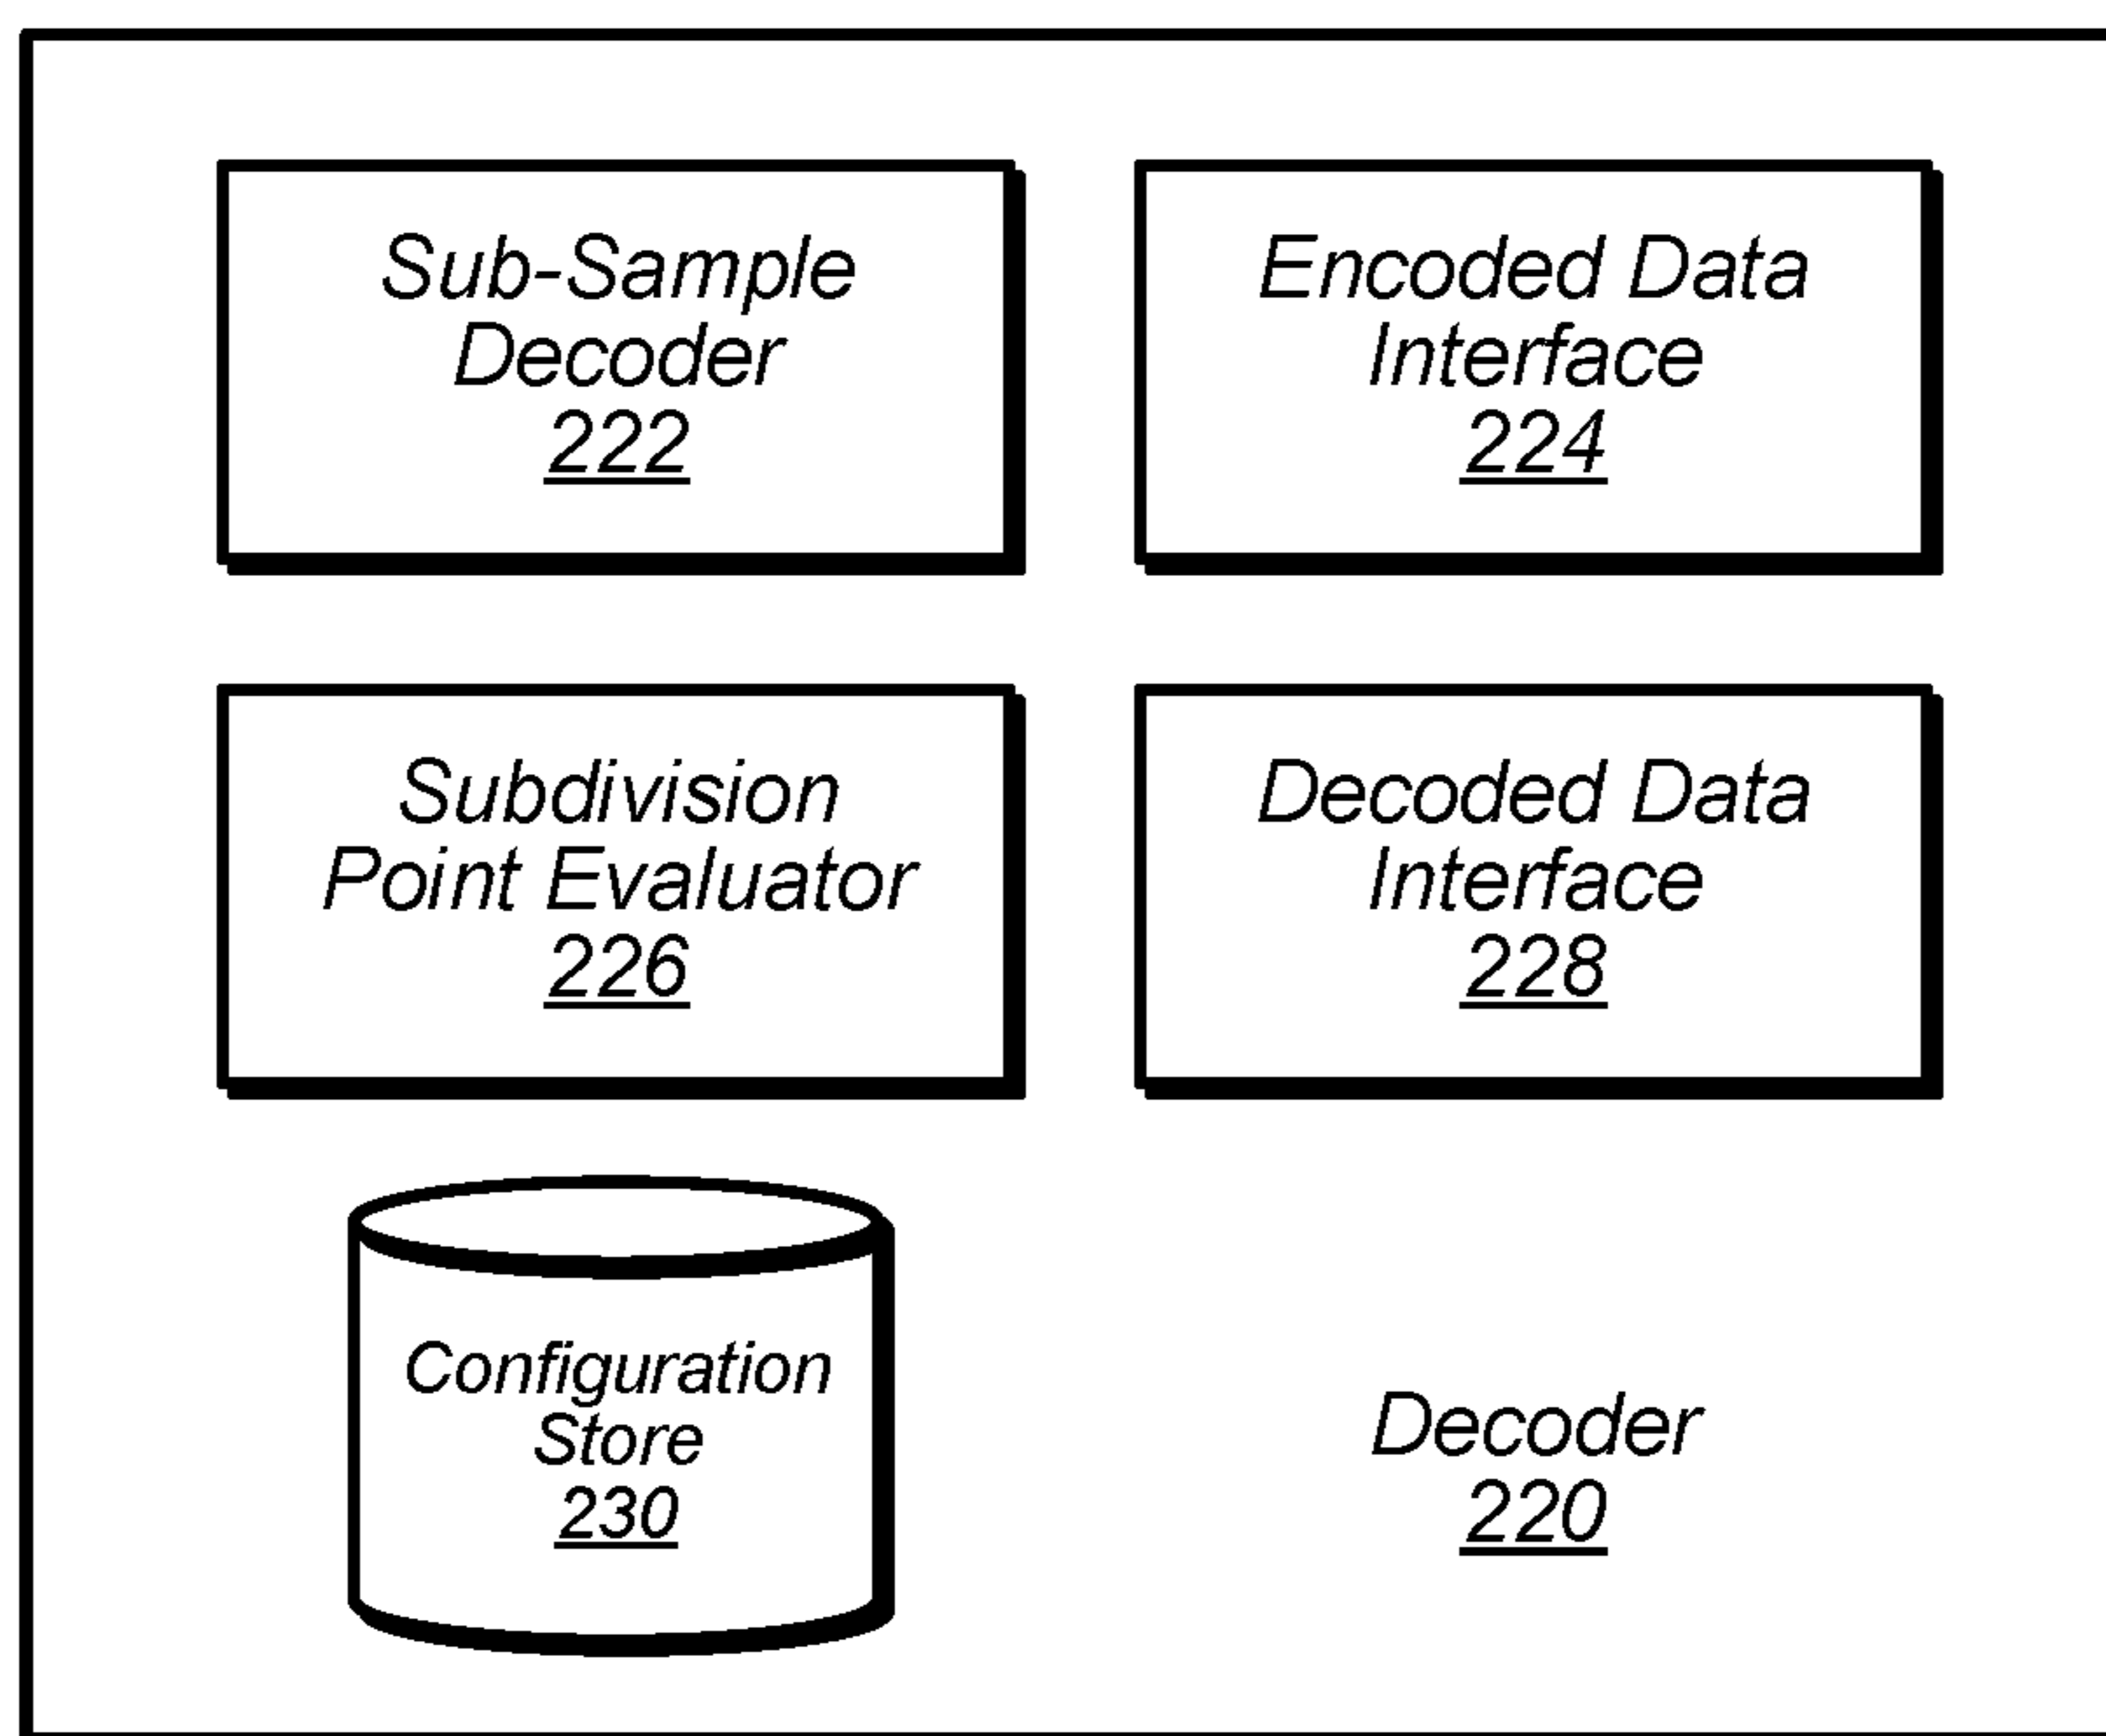 Sub-Sample
Decoder
222
Encoded Data
Interface
224
Subdivision
Point Evaluator
226
Decoded Data
Interface
228
Configuration
Store
230
Decoder
220